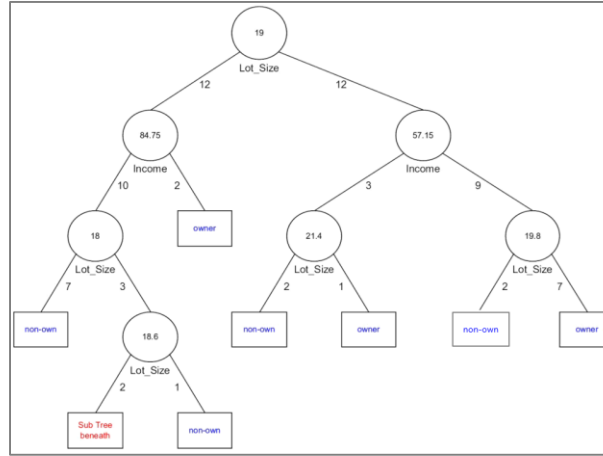 19
Lot_Size
12 12
84.75 57.15
Income Income
10 2 3 9
18 owner 21.4 19.8
Lot_Size Lot_Size Lot_Size
7 3 2 1 2 7
non-own non-own owner non-own owner
18.6
Lot_Size
2 1
Sub Tree
beneath non-own